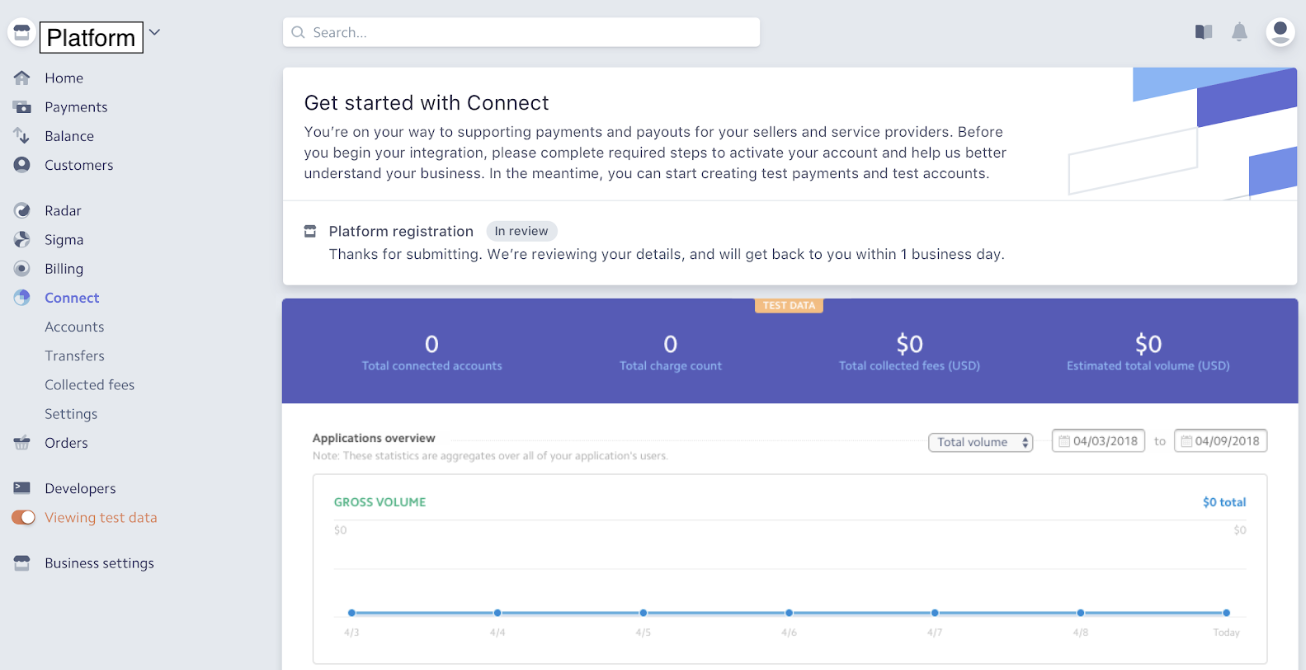 Platform
Search...
Home
Payments
Balance
Customers
Radar
Sigma
Billing
Connect
Accounts
Transfers
Collected fees
Settings
Orders
Developers
Viewing test data
Business settings
Get started with Connect
You're on your way to supporting payments and payouts for your sellers and service providers. Before
you begin your integration, please complete required steps to activate your account and help us better
understand your business. In the meantime, you can start creating test payments and test accounts.
Platform registration In review
Thanks for submitting. We're reviewing your details, and will get back to you within 1 business day.
TEST DATA
0 0 $0 $0
Total connected accounts Total charge count Total collected fees (USD) Estimated total volume (USD)
Applications overview Total volume 04/03/2018 to 04/09/2018
Note: These statistics are aggregates over all of your application's users.
GROSS VOLUME $0 total
$0 $0
4/3 4/4 4/5 4/6 4/7 4/8 Today